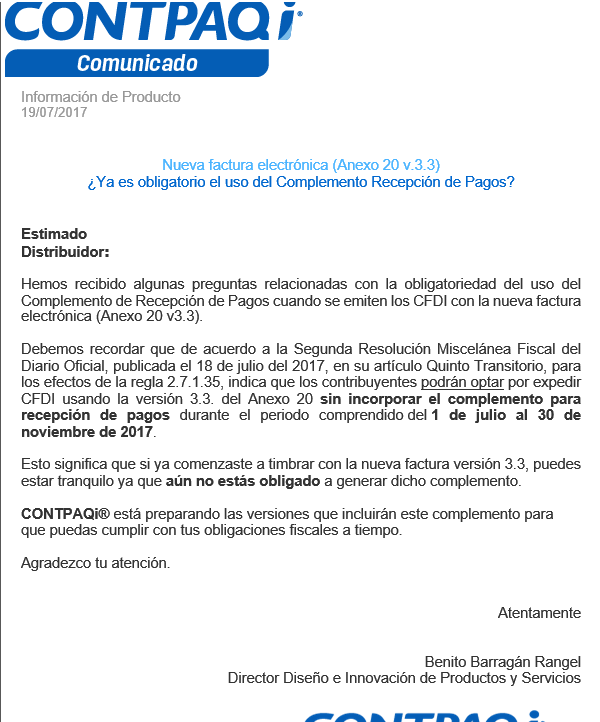 CONTPAQ i®
Comunicado
Información de Producto
19/07/2017
Nueva factura electrónica (Anexo 20 v.3.3)
¿Ya es obligatorio el uso del Complemento Recepción de Pagos?
Estimado
Distribuidor:
Hemos recibido algunas preguntas relacionadas con la obligatoriedad del uso del
Complemento de Recepción de Pagos cuando se emiten los CFDI con la nueva factura
electrónica (Anexo 20 v3.3).
Debemos recordar que de acuerdo a la Segunda Resolución Miscelánea Fiscal del
Diario Oficial, publicada el 18 de julio del 2017, en su artículo Quinto Transitorio, para
los efectos de la regla 2.7.1.35, indica que los contribuyentes podrán optar por expedir
CFDI usando la versión 3.3. del Anexo 20 sin incorporar el complemento para
recepción de pagos durante el periodo comprendido del 1 de julio al 30 de
noviembre de 2017.
Esto significa que si ya comenzaste a timbrar con la nueva factura versión 3.3, puedes
estar tranquilo ya que aún no estás obligado a generar dicho complemento.
CONTPAQi® está preparando las versiones que incluirán este complemento para
que puedas cumplir con tus obligaciones fiscales a tiempo.
Agradezco tu atención.
Atentamente
Benito Barragán Rangel
Director Diseño e Innovación de Productos y Servicios
CONTPAQ i